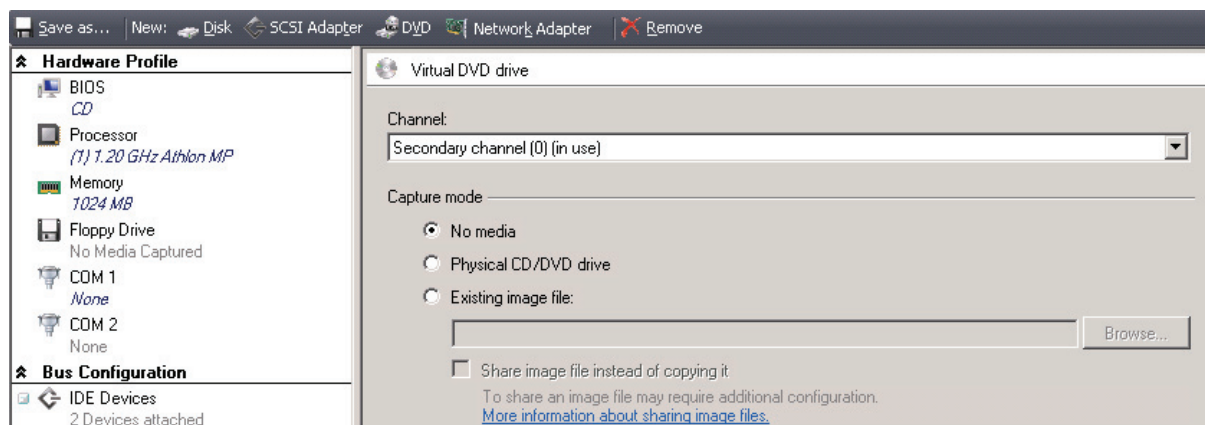 Save as... New: Disk SCSI Adapter DVD Network Adapter Remove
Hardware Profile
BIOS
CD
Processor
(1) 1.20 GHz Athlon MP
Memory
1024 MB
Floppy Drive
No Media Captured
COM 1
None
COM 2
None
Bus Configuration
IDE Devices
2 Devices attached
Virtual DVD drive
Channel:
Secondary channel (0) (in use)
Capture mode
No media
Physical CD/DVD drive
Existing image file:
Browse...
Share image file instead of copying it
To share an image file may require additional configuration.
More information about sharing image files.